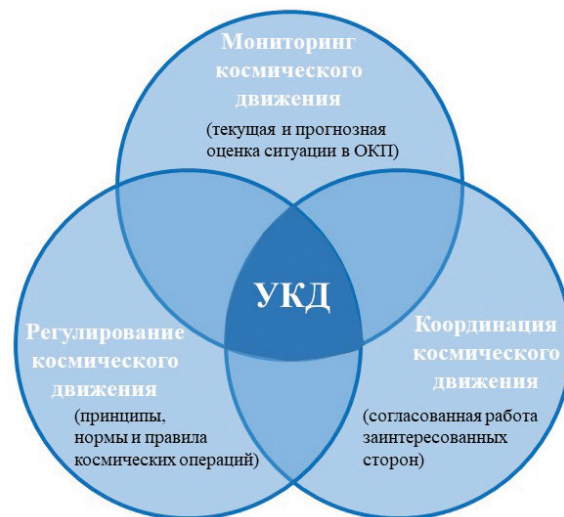 Мониторинг
космического
движения
(текущая и прогнозная
оценка ситуации в ОКП)
УКД
Регулирование
космического
движения
(принципы,
нормы и правила
космических операций)
Координация
космического
движения
(согласованная работа
заинтересованных
сторон)